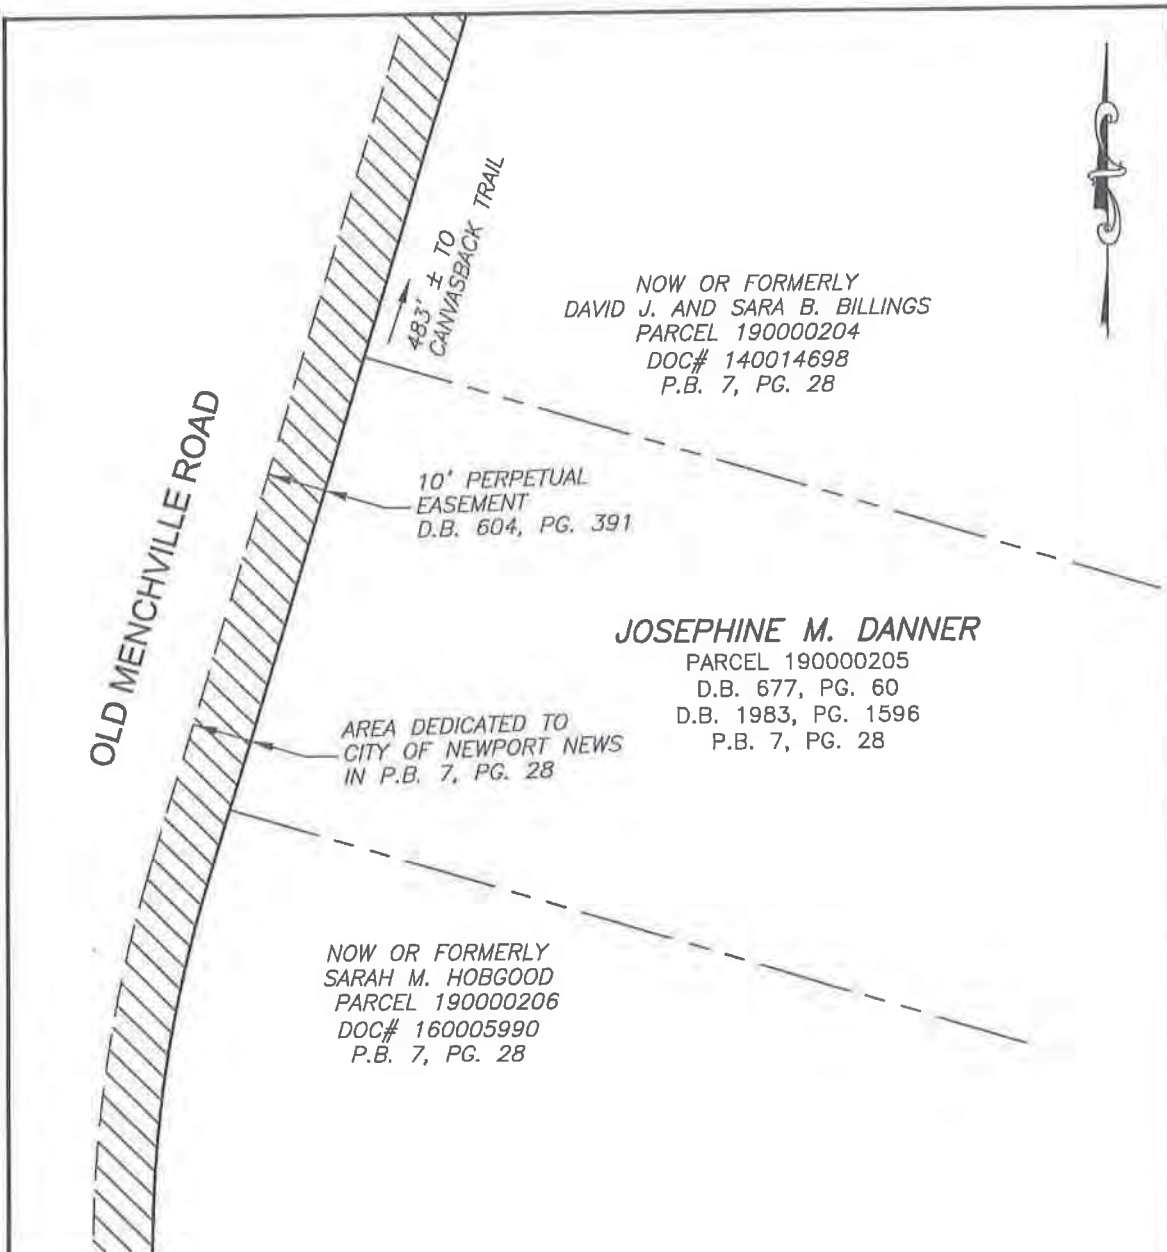 483' ± TO
CANVASBACK TRAIL
NOW OR FORMERLY
DAVID J. AND SARA B. BILLINGS
PARCEL 190000204
DOC# 140014698
P.B. 7, PG. 28
OLD MENCHVILLE ROAD
10' PERPETUAL
EASEMENT
D.B. 604, PG. 391
JOSEPHINE M. DANNER
PARCEL 190000205
D.B. 677, PG. 60
D.B. 1983, PG. 1596
P.B. 7, PG. 28
AREA DEDICATED TO
CITY OF NEWPORT NEWS
IN P.B. 7, PG. 28
NOW OR FORMERLY
SARAH M. HOBGOOD
PARCEL 190000206
DOC# 160005990
P.B. 7, PG. 28